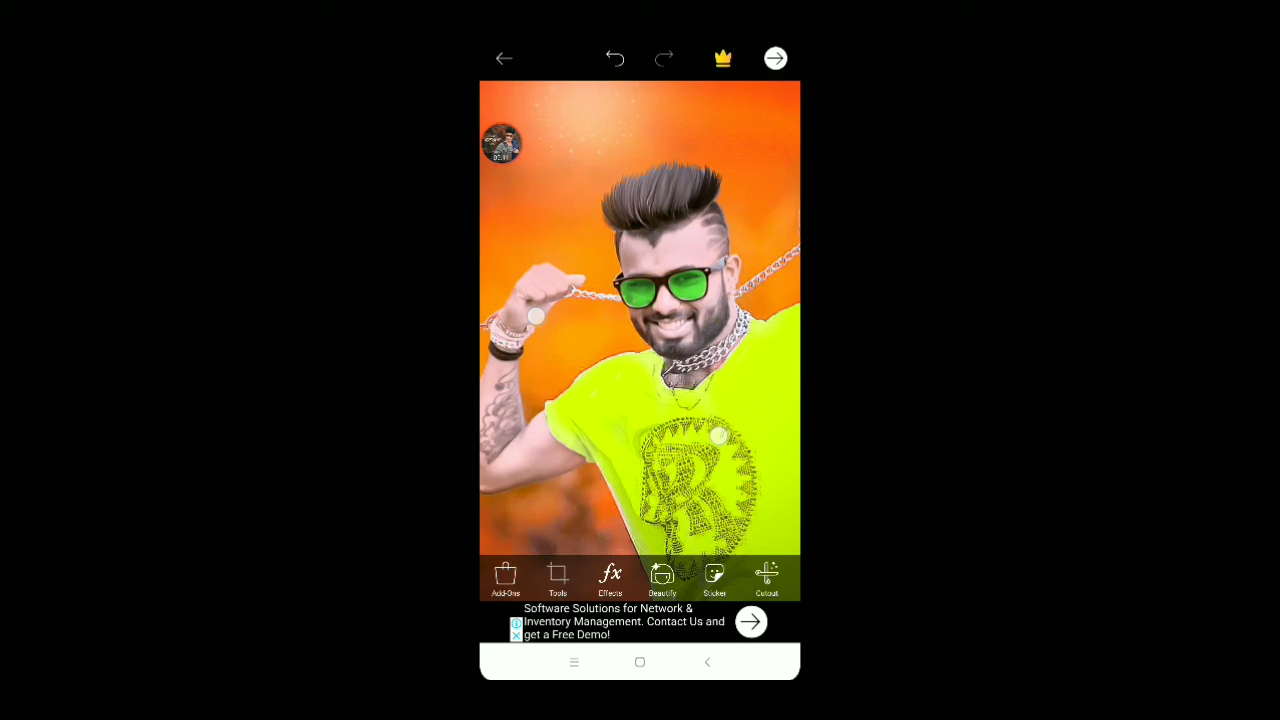 Add-Ons
Tools
Effects
Beautify
Sticker
Cutout
Software Solutions for Network &
Inventory Management. Contact Us and
get a Free Demo!